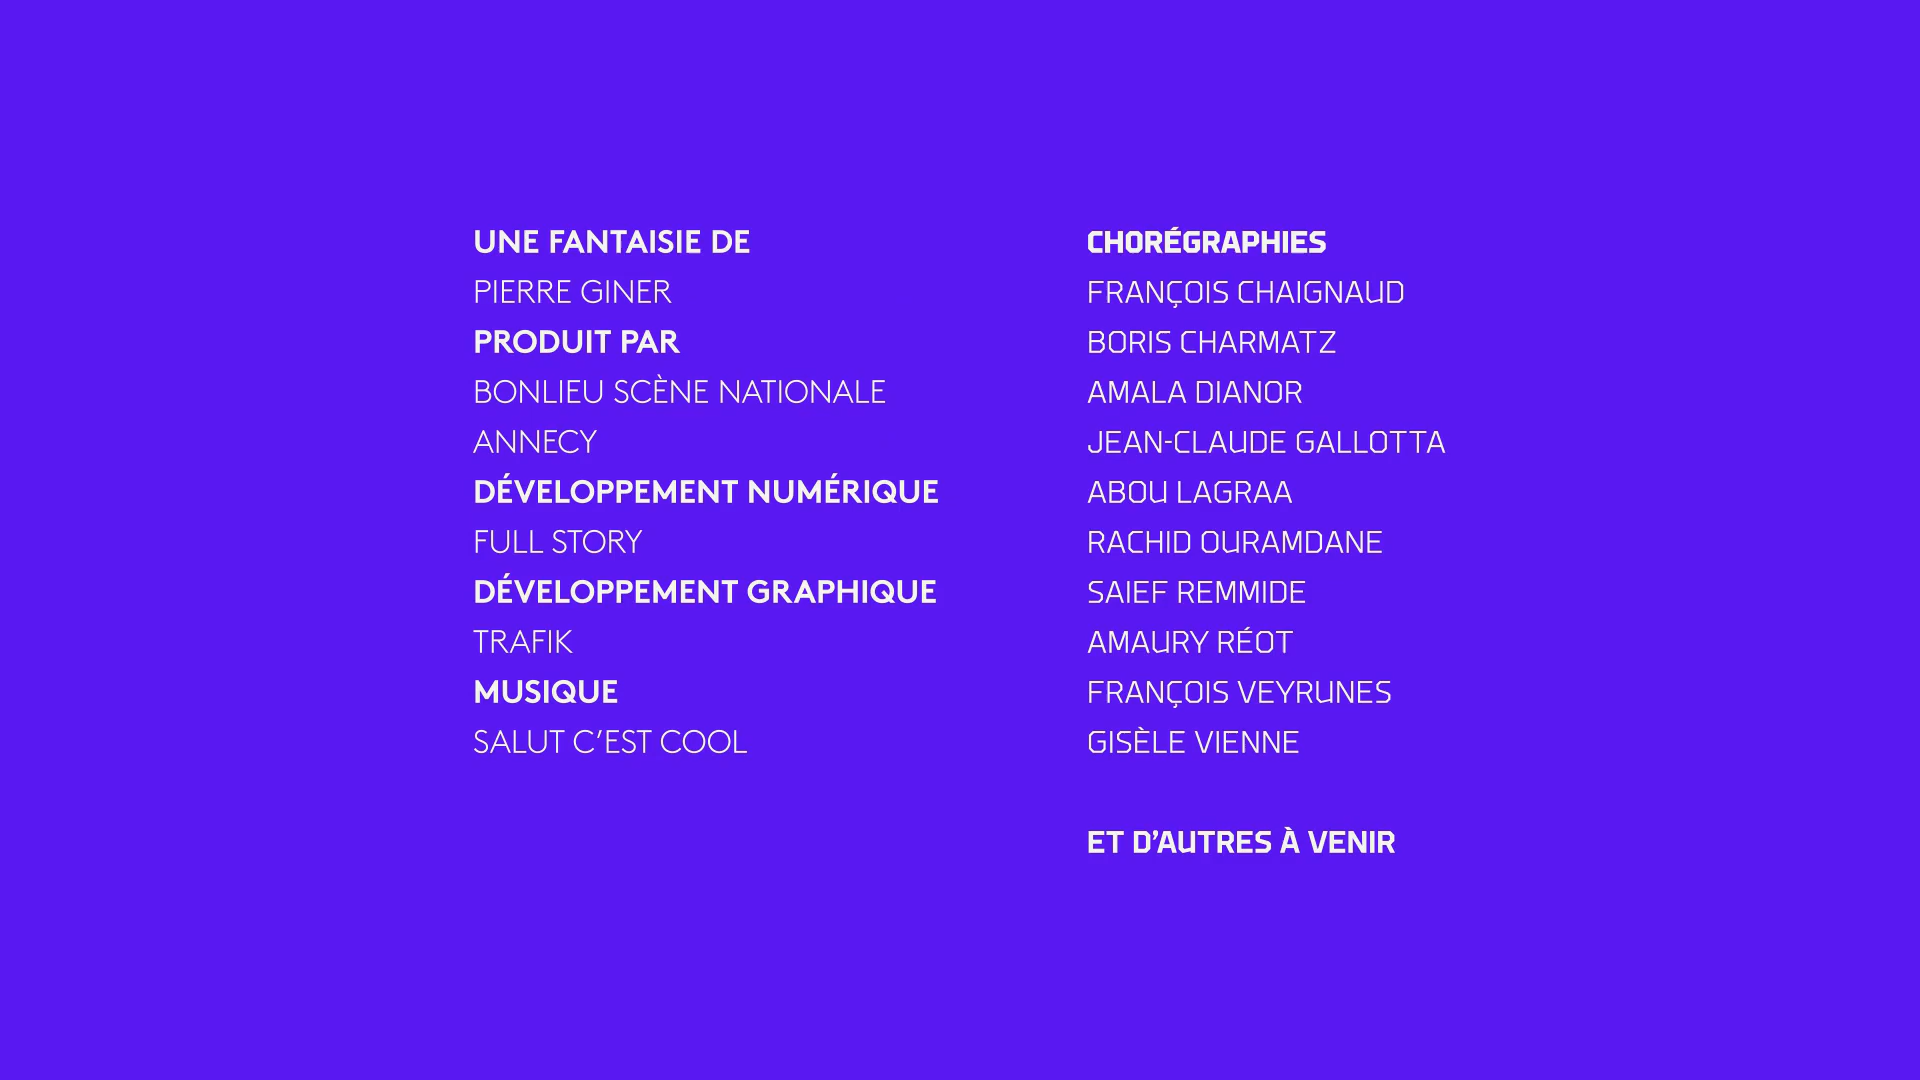 UNE FANTAISIE DE
PIERRE GINER
PRODUIT PAR
BONLIEU SCÈNE NATIONALE
ANNECY
DÉVELOPPEMENT NUMÉRIQUE
FULL STORY
DÉVELOPPEMENT GRAPHIQUE
TRAFIK
MUSIQUE
SALUT C’EST COOL
CHORÉGRAPHIES
FRANÇOIS CHAIGNAUD
BORIS CHARMATZ
AMALA DIANOR
JEAN-CLAUDE GALLOTTA
ABOU LAGRAA
RACHID OURAMDANE
SAIEF REMMIDE
AMAURY RÉOT
FRANÇOIS VEYRUNES
GISÈLE VIENNE
ET D’AUTRES À VENIR